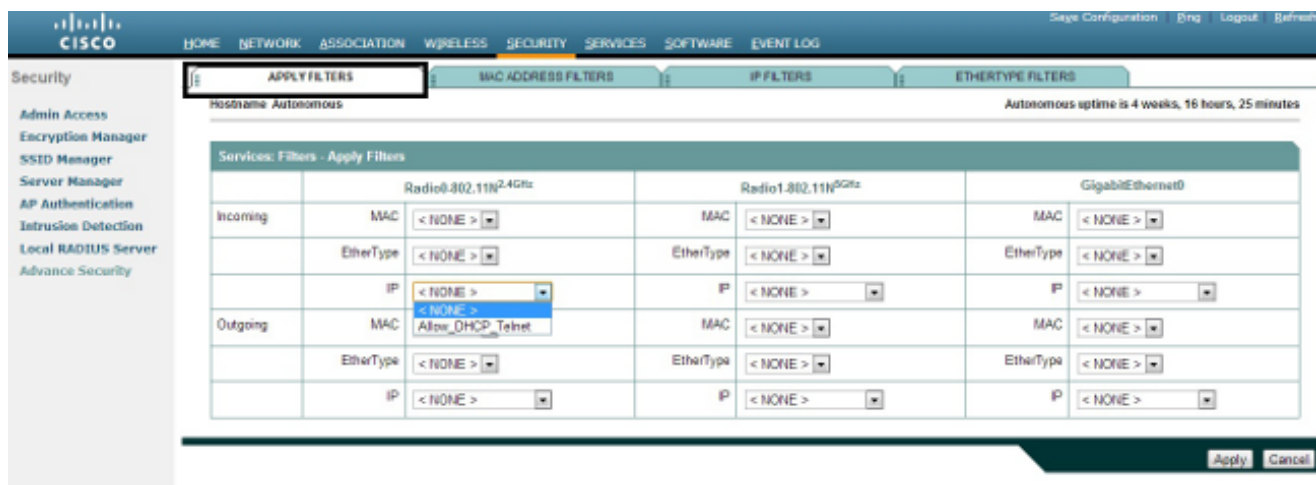 Save Configuration Ping Logout Refresh
CISCO
HOME NETWORK ASSOCIATION WIRELESS SECURITY SERVICES SOFTWARE EVENT LOG
Security
APPLY FILTERS MAC ADDRESS FILTERS IP FILTERS ETHERTYPE FILTERS
Admin Access
Encryption Manager
SSID Manager
Server Manager
AP Authentication
Intrusion Detection
Local RADIUS Server
Advance Security
Hostname Autonomous Autonomous uptime is 4 weeks, 16 hours, 25 minutes
Services: Filters - Apply Filters
Radio0-802.11N2.4GHz Radio1-802.11N5GHz GigabitEthernet0
Incoming MAC < NONE > MAC < NONE > MAC < NONE >
EtherType < NONE > EtherType < NONE > EtherType < NONE >
IP < NONE > IP < NONE > IP < NONE >
< NONE >
Outgoing MAC Allow_DHCP_Telnet MAC < NONE > MAC < NONE >
EtherType < NONE > EtherType < NONE > EtherType < NONE >
IP < NONE > IP < NONE > IP < NONE >
Apply Cancel